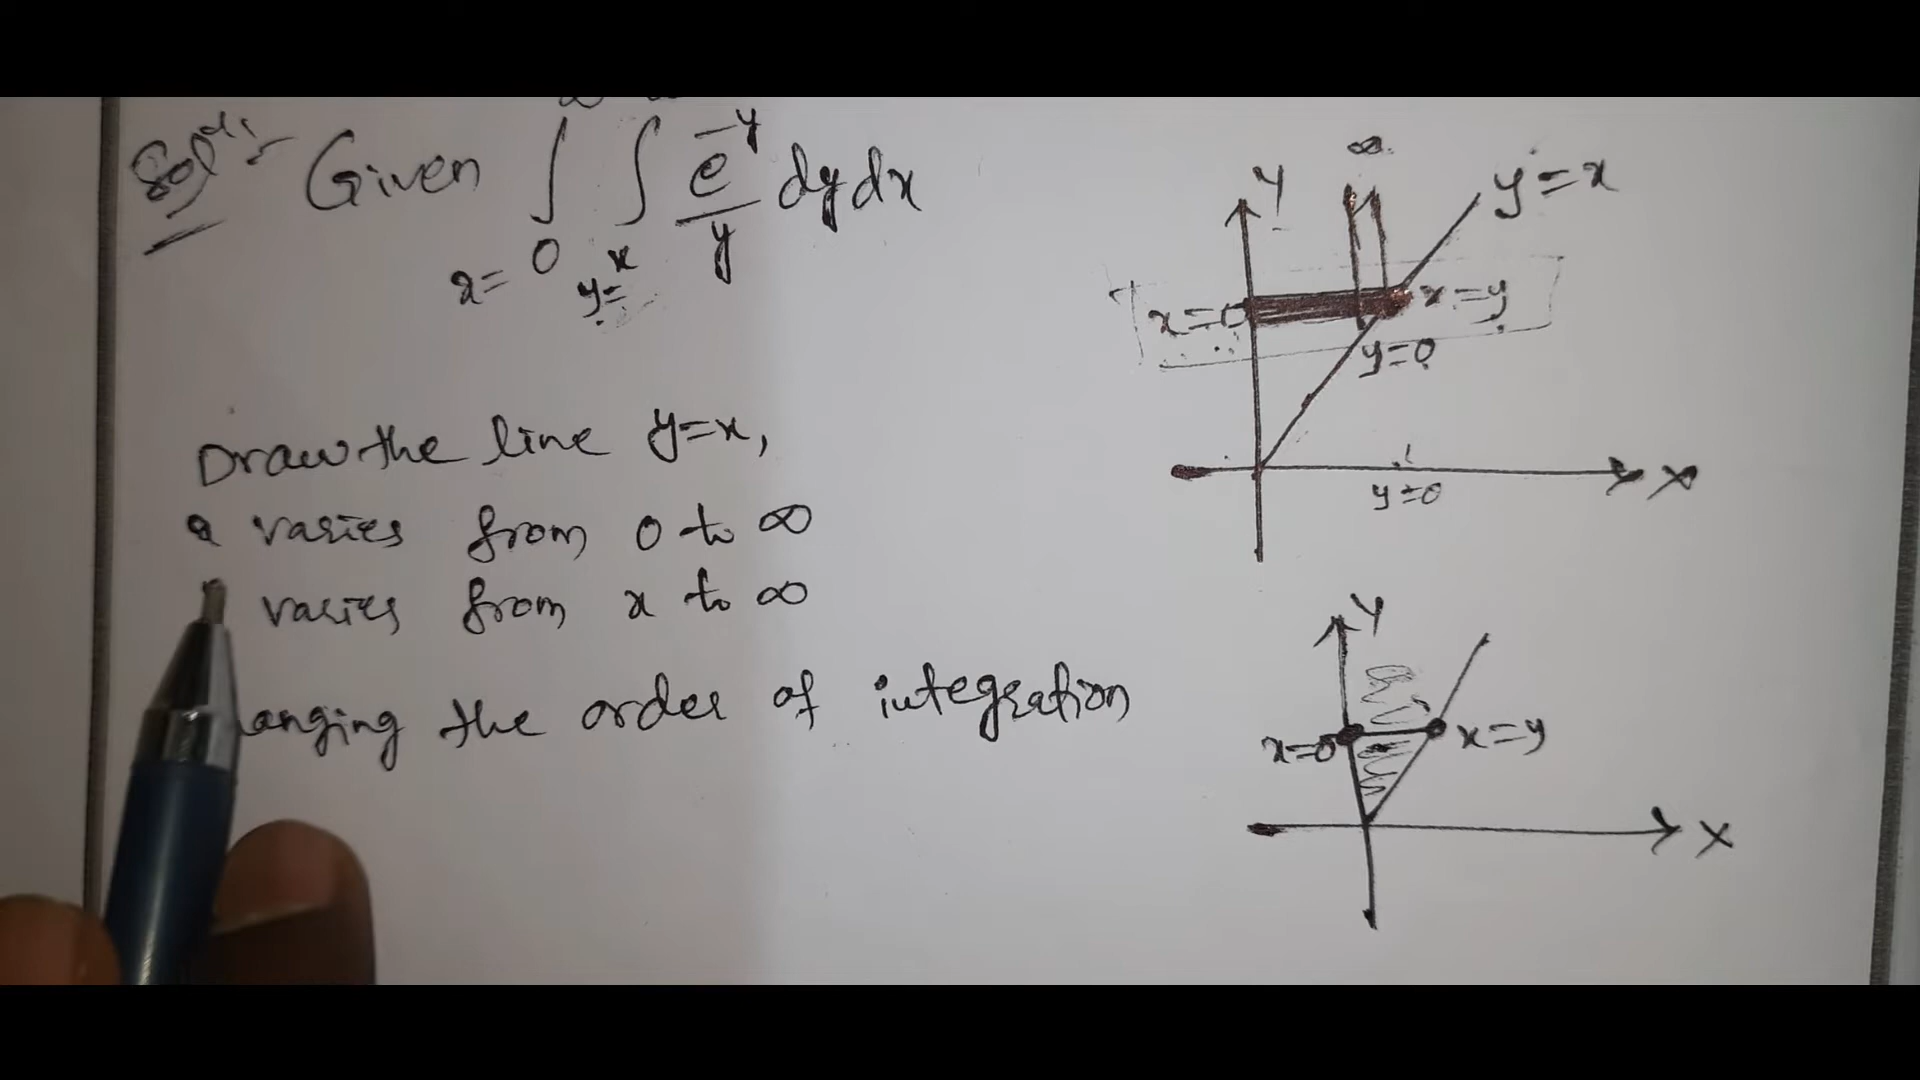 Solⁿ:- Given ∫ ∫ e^-y / y dy dx
x= 0 y= x
Draw the line y=x,
x varies from 0 to ∞
varies from x to ∞
hanging the order of integration
∞
Y
y=x
x=0
x=y
y=0
y=0
X
Y
x=0
x=y
X